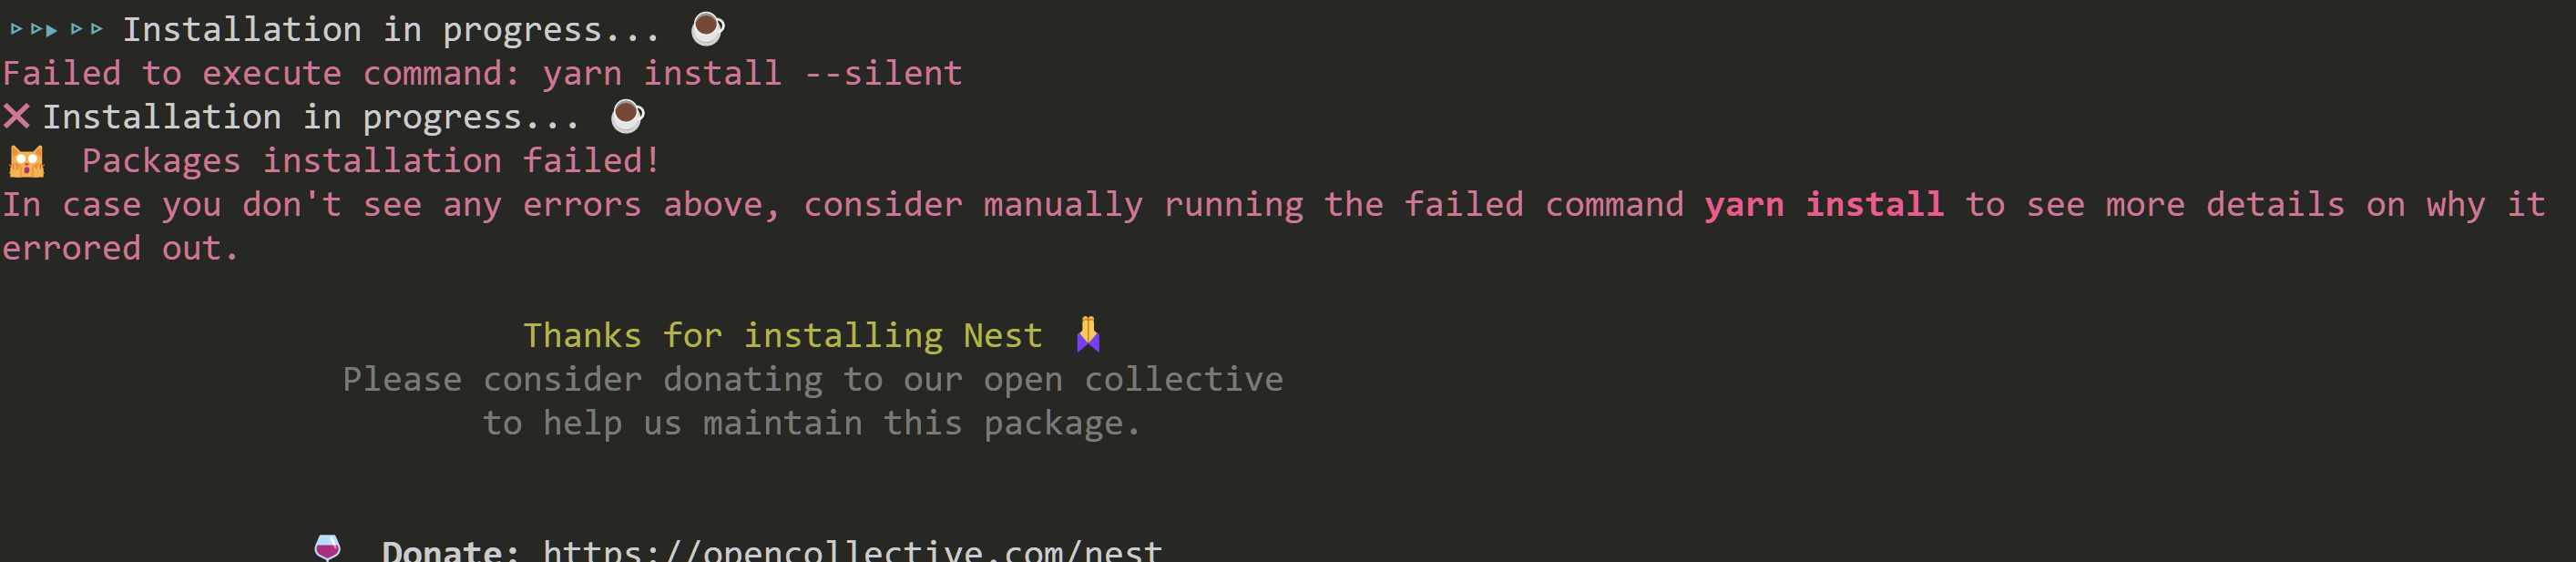 Installation in progress... ☕
Failed to execute command: yarn install --silent
✖ Installation in progress... ☕
🙀 Packages installation failed!
In case you don't see any errors above, consider manually running the failed command yarn install to see more details on why it
errored out.
Thanks for installing Nest 🙏
Please consider donating to our open collective
to help us maintain this package.
🍷 Donate: https://opencollective.com/nest